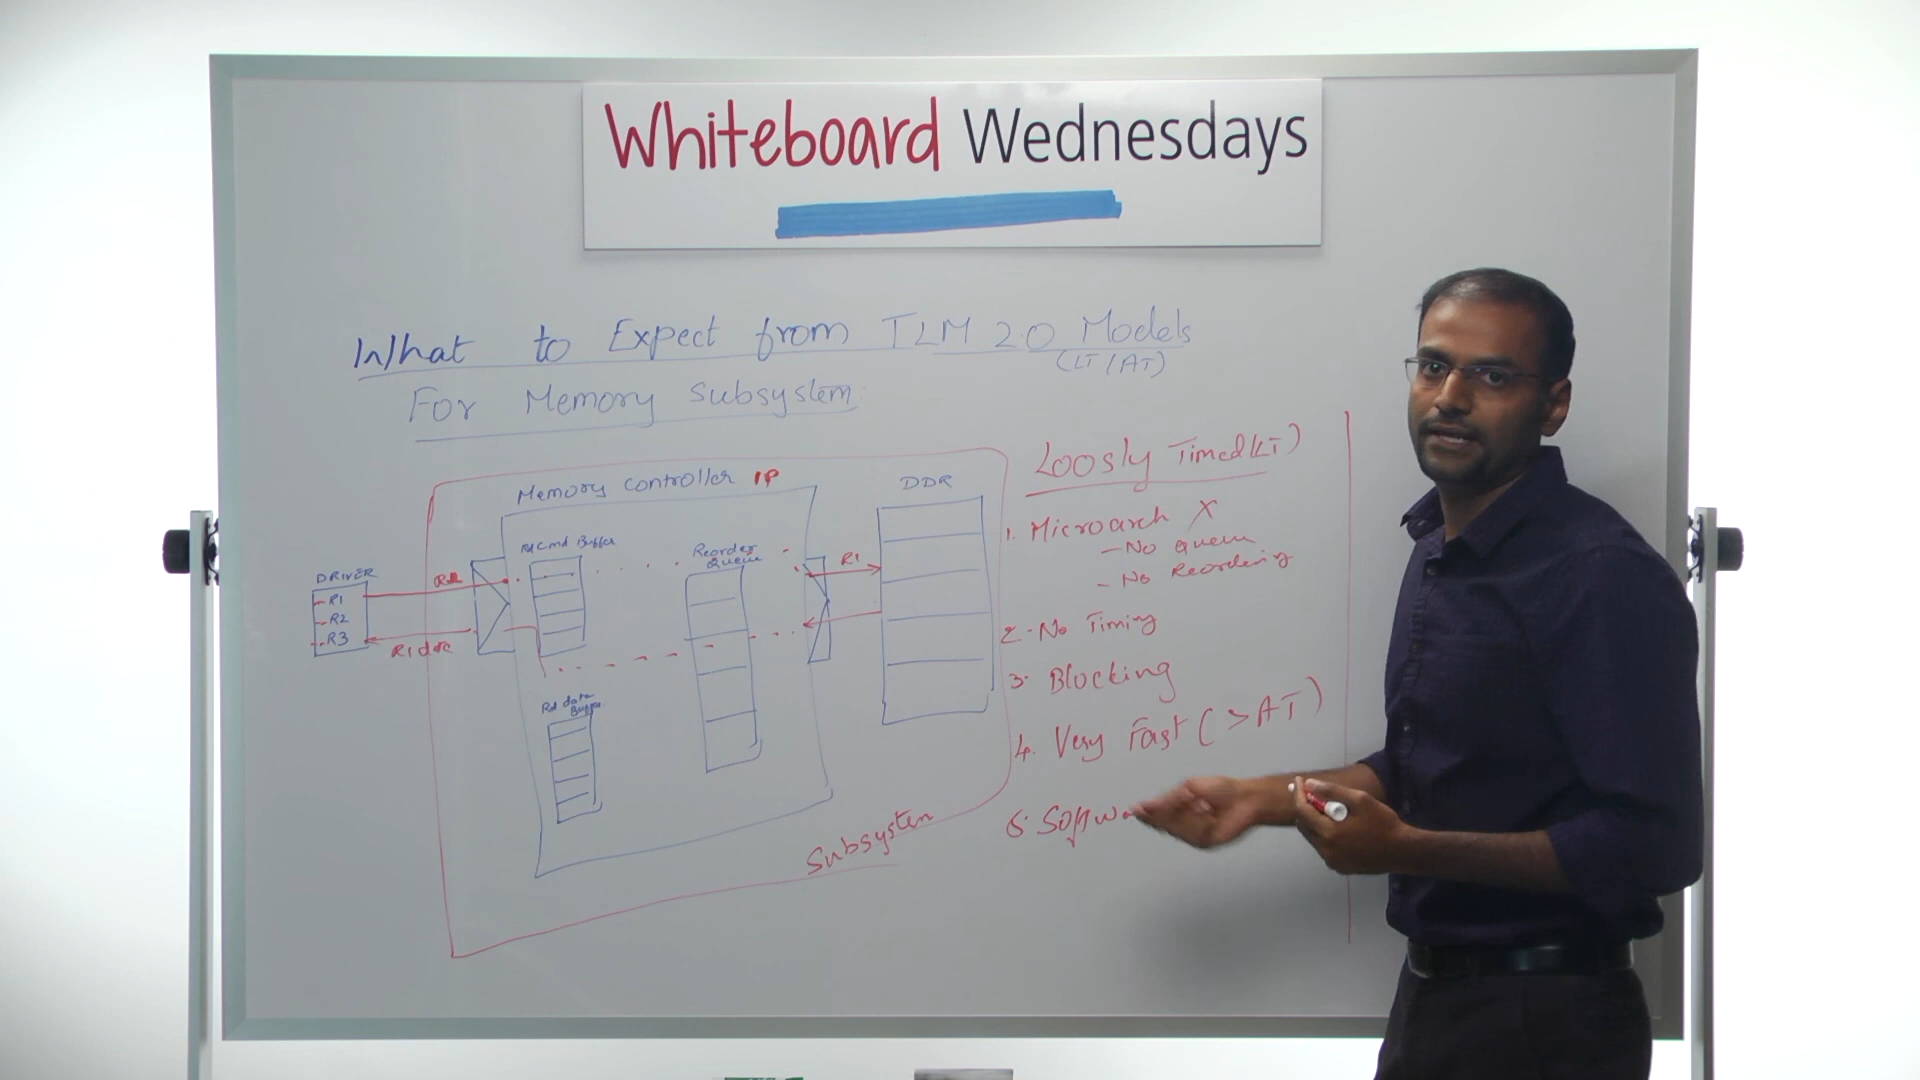 Whiteboard Wednesdays
What to Expect from TLM 2.0 Models
(LT/AT)
For Memory Subsystem
Memory Controller IP
DDR
Rd Cmd Buffer
Reorder
Queue
DRIVER
R1
R2
R3
R1
R1
Rd data
Buffer
Subsystem
Loosly Timed (LT)
1. Microarch X
- No Queue
- No Reordering
2. No Timing
3. Blocking
4. Very Fast (>AT)